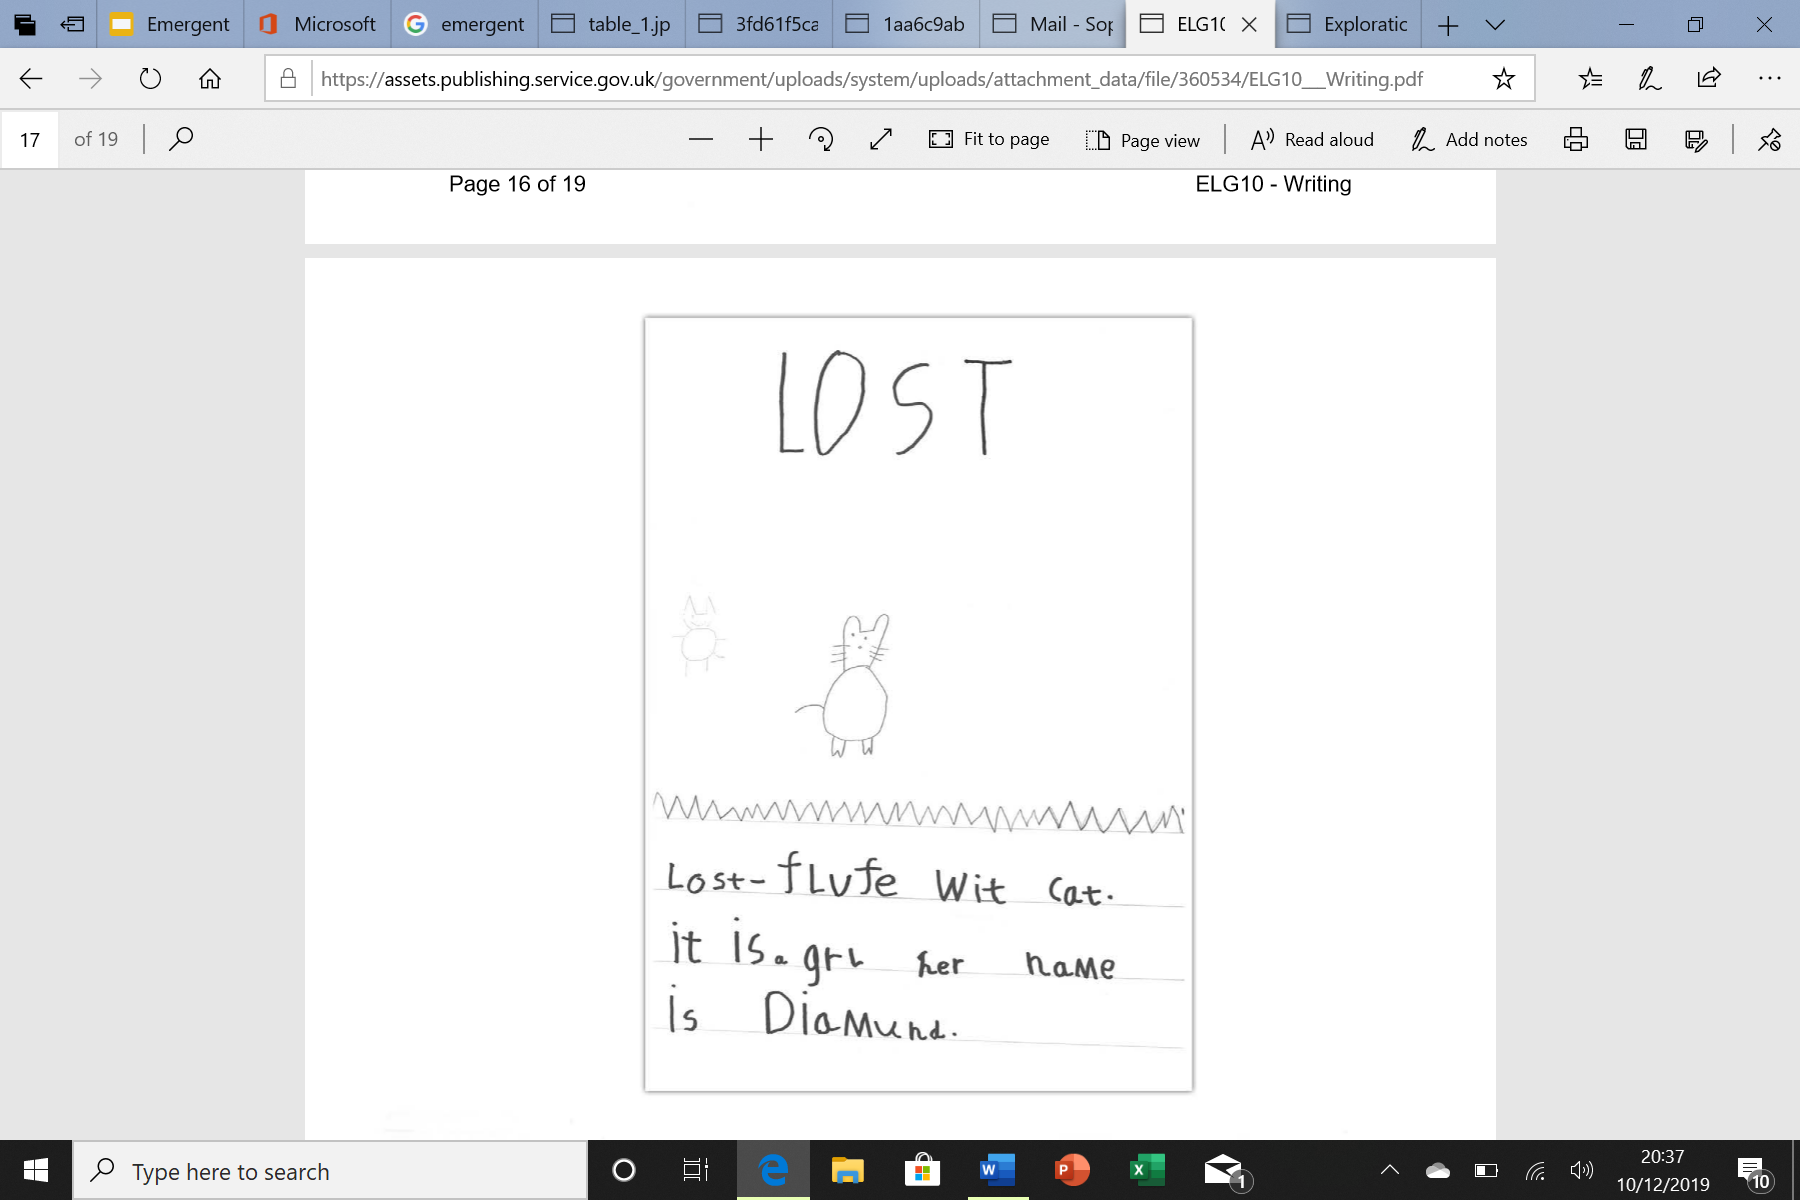 Emergent
Microsoft
emergent
table_1.jp
3fd61f5ca
1aa6c9ab
Mail - Sop
ELG10
Exploratic
https://assets.publishing.service.gov.uk/government/uploads/system/uploads/attachment_data/file/360534/ELG10__Writing.pdf
17 of 19
Fit to page
Page view
Read aloud
Add notes
Page 16 of 19
ELG10 - Writing
LOST
Lost-fLufe Wit cat.
it is a grl her name
is Diamund.
Type here to search
1
20:37
10/12/2019
10